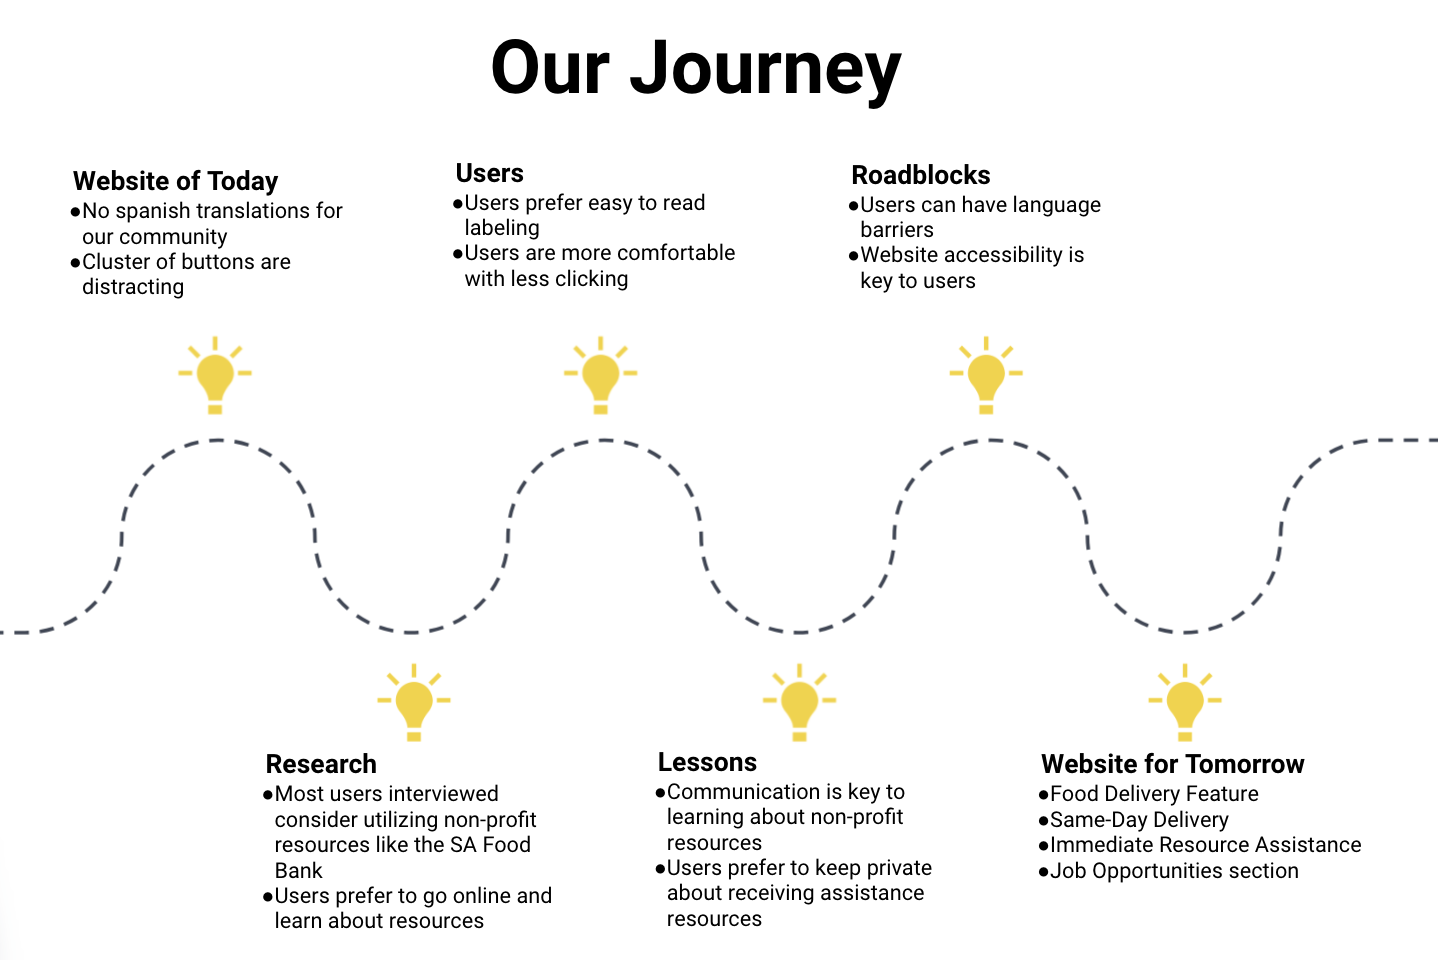 Our Journey
Website of Today
●No spanish translations for
our community
●Cluster of buttons are
distracting
Users
●Users prefer easy to read
labeling
●Users are more comfortable
with less clicking
Roadblocks
●Users can have language
barriers
●Website accessibility is
key to users
Research
●Most users interviewed
consider utilizing non-profit
resources like the SA Food
Bank
●Users prefer to go online and
learn about resources
Lessons
●Communication is key to
learning about non-profit
resources
●Users prefer to keep private
about receiving assistance
resources
Website for Tomorrow
●Food Delivery Feature
●Same-Day Delivery
●Immediate Resource Assistance
●Job Opportunities section